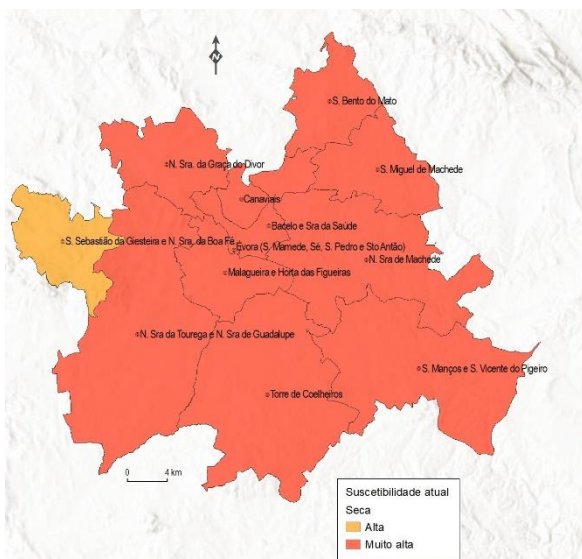 S. Bento do Mato
N. Sra. da Graça do Divor
S. Miguel de Machede
Canaviais
Bacelo e Sra da Saúde
S. Sebastião da Giesteira e N. Sra. da Boa Fé
Évora (S. Mamede, Sé, S. Pedro e Sto Antão)
N. Sra de Machede
Malagueira e Horta das Figueiras
N. Sra da Tourega e N. Sra de Guadalupe
S. Manços e S. Vicente do Pigeiro
Torre de Coelheiros
0 4 km
Suscetibilidade atual
Seca
Alta
Muito alta